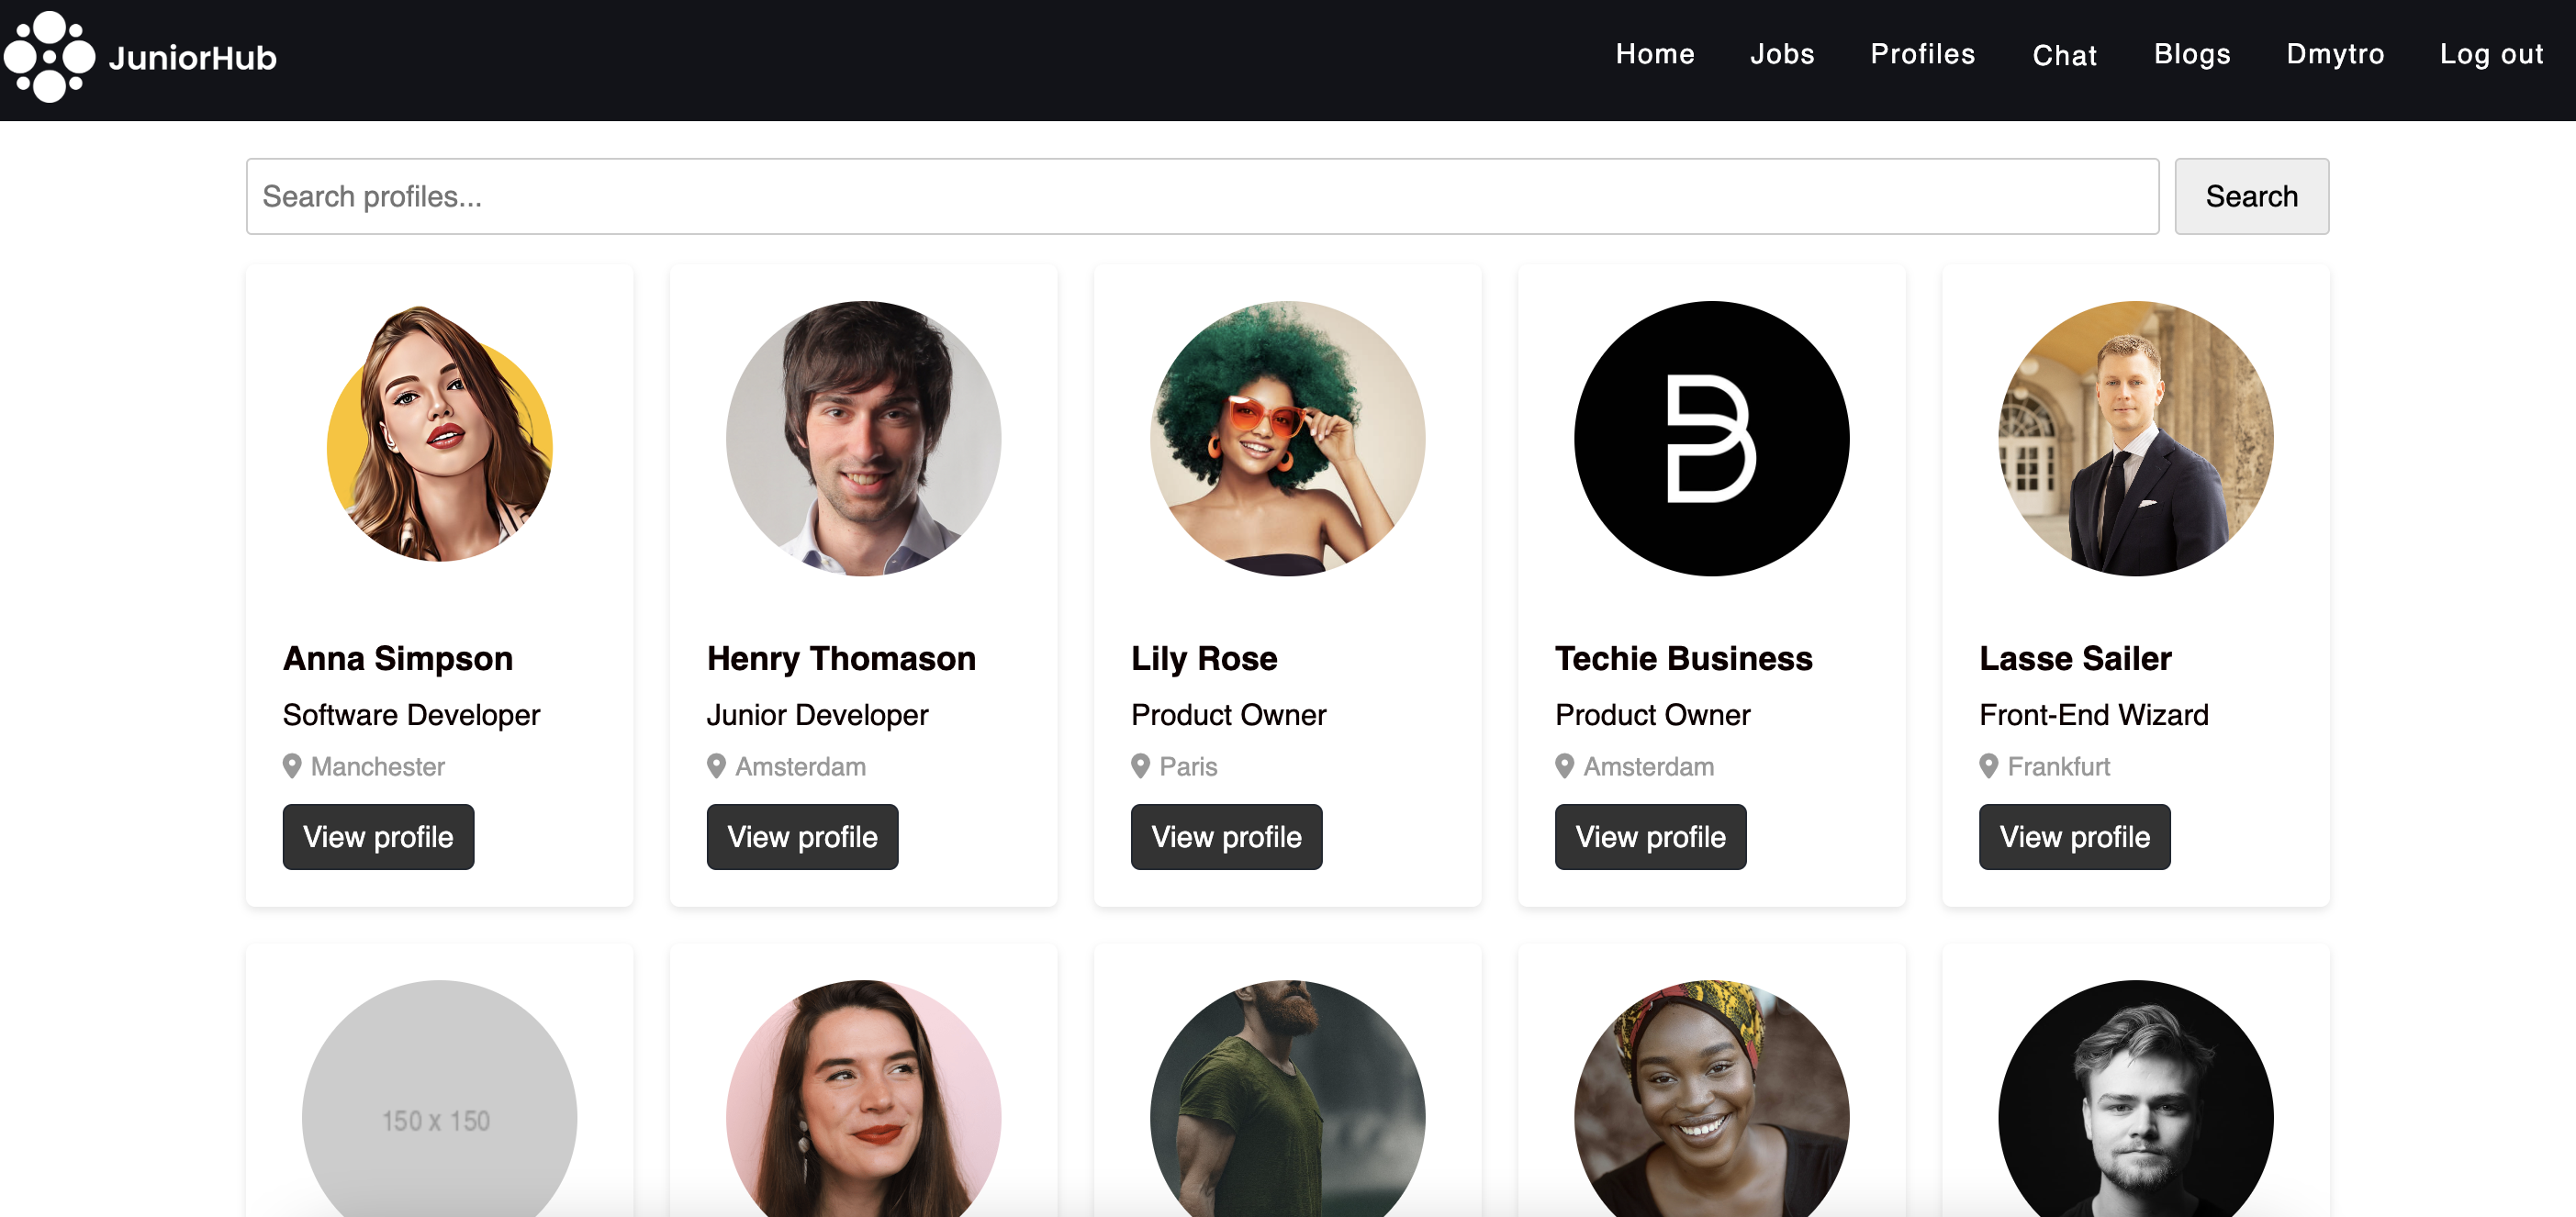 JuniorHub
Home Jobs Profiles Chat Blogs Dmytro Log out
Search profiles...
Search
Anna Simpson
Software Developer
Manchester
View profile
Henry Thomason
Junior Developer
Amsterdam
View profile
Lily Rose
Product Owner
Paris
View profile
B
Techie Business
Product Owner
Amsterdam
View profile
Lasse Sailer
Front-End Wizard
Frankfurt
View profile
150 x 150